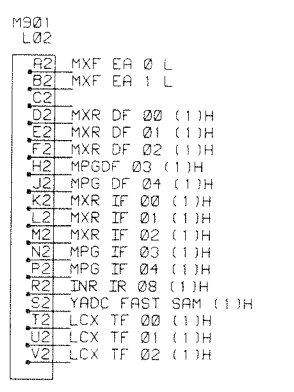 M901
L02
A2 MXF EA 0 L
B2 MXF EA 1 L
C2
D2 MXR DF 00 (1)H
E2 MXR DF 01 (1)H
F2 MXR DF 02 (1)H
H2 MPGDF 03 (1)H
J2 MPG DF 04 (1)H
K2 MXR IF 00 (1)H
L2 MXR IF 01 (1)H
M2 MXR IF 02 (1)H
N2 MPG IF 03 (1)H
P2 MPG IF 04 (1)H
R2 INR IR 08 (1)H
S2 YADC FAST SAM (1)H
T2 LCX TF 00 (1)H
U2 LCX TF 01 (1)H
V2 LCX TF 02 (1)H